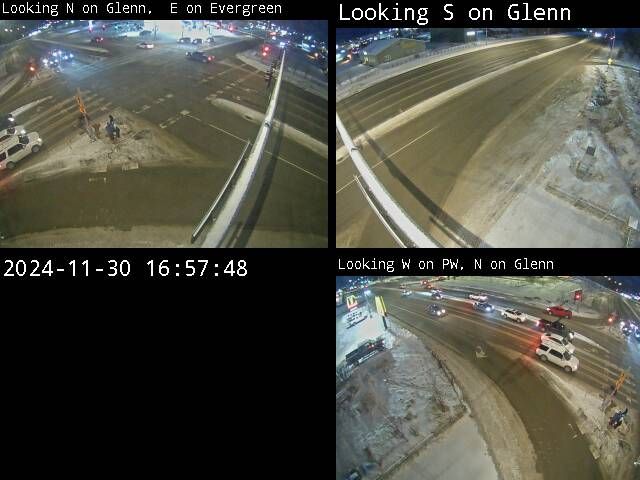 Looking N on Glenn,  E on Evergreen
Looking S on Glenn
2024-11-30 16:57:48
Looking W on PW, N on Glenn